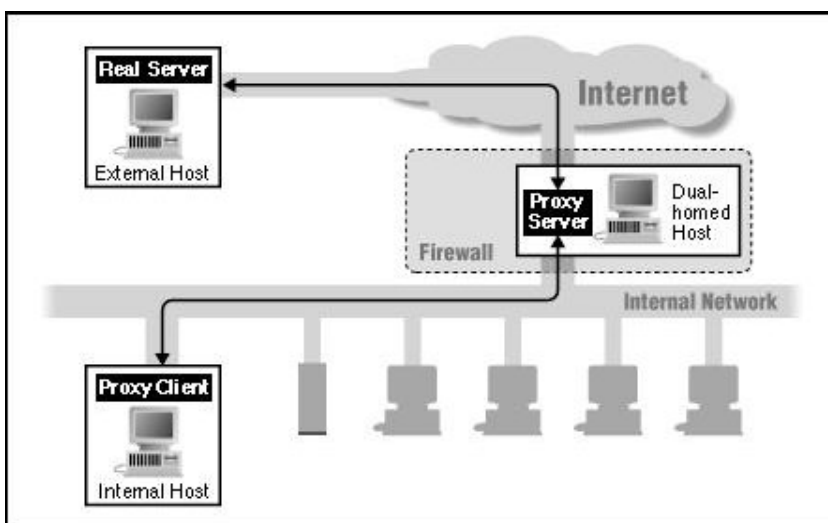 Real Server
External Host
Internet
Proxy
Server
Dual-
homed
Host
Firewall
Internal Network
Proxy Client
Internal Host